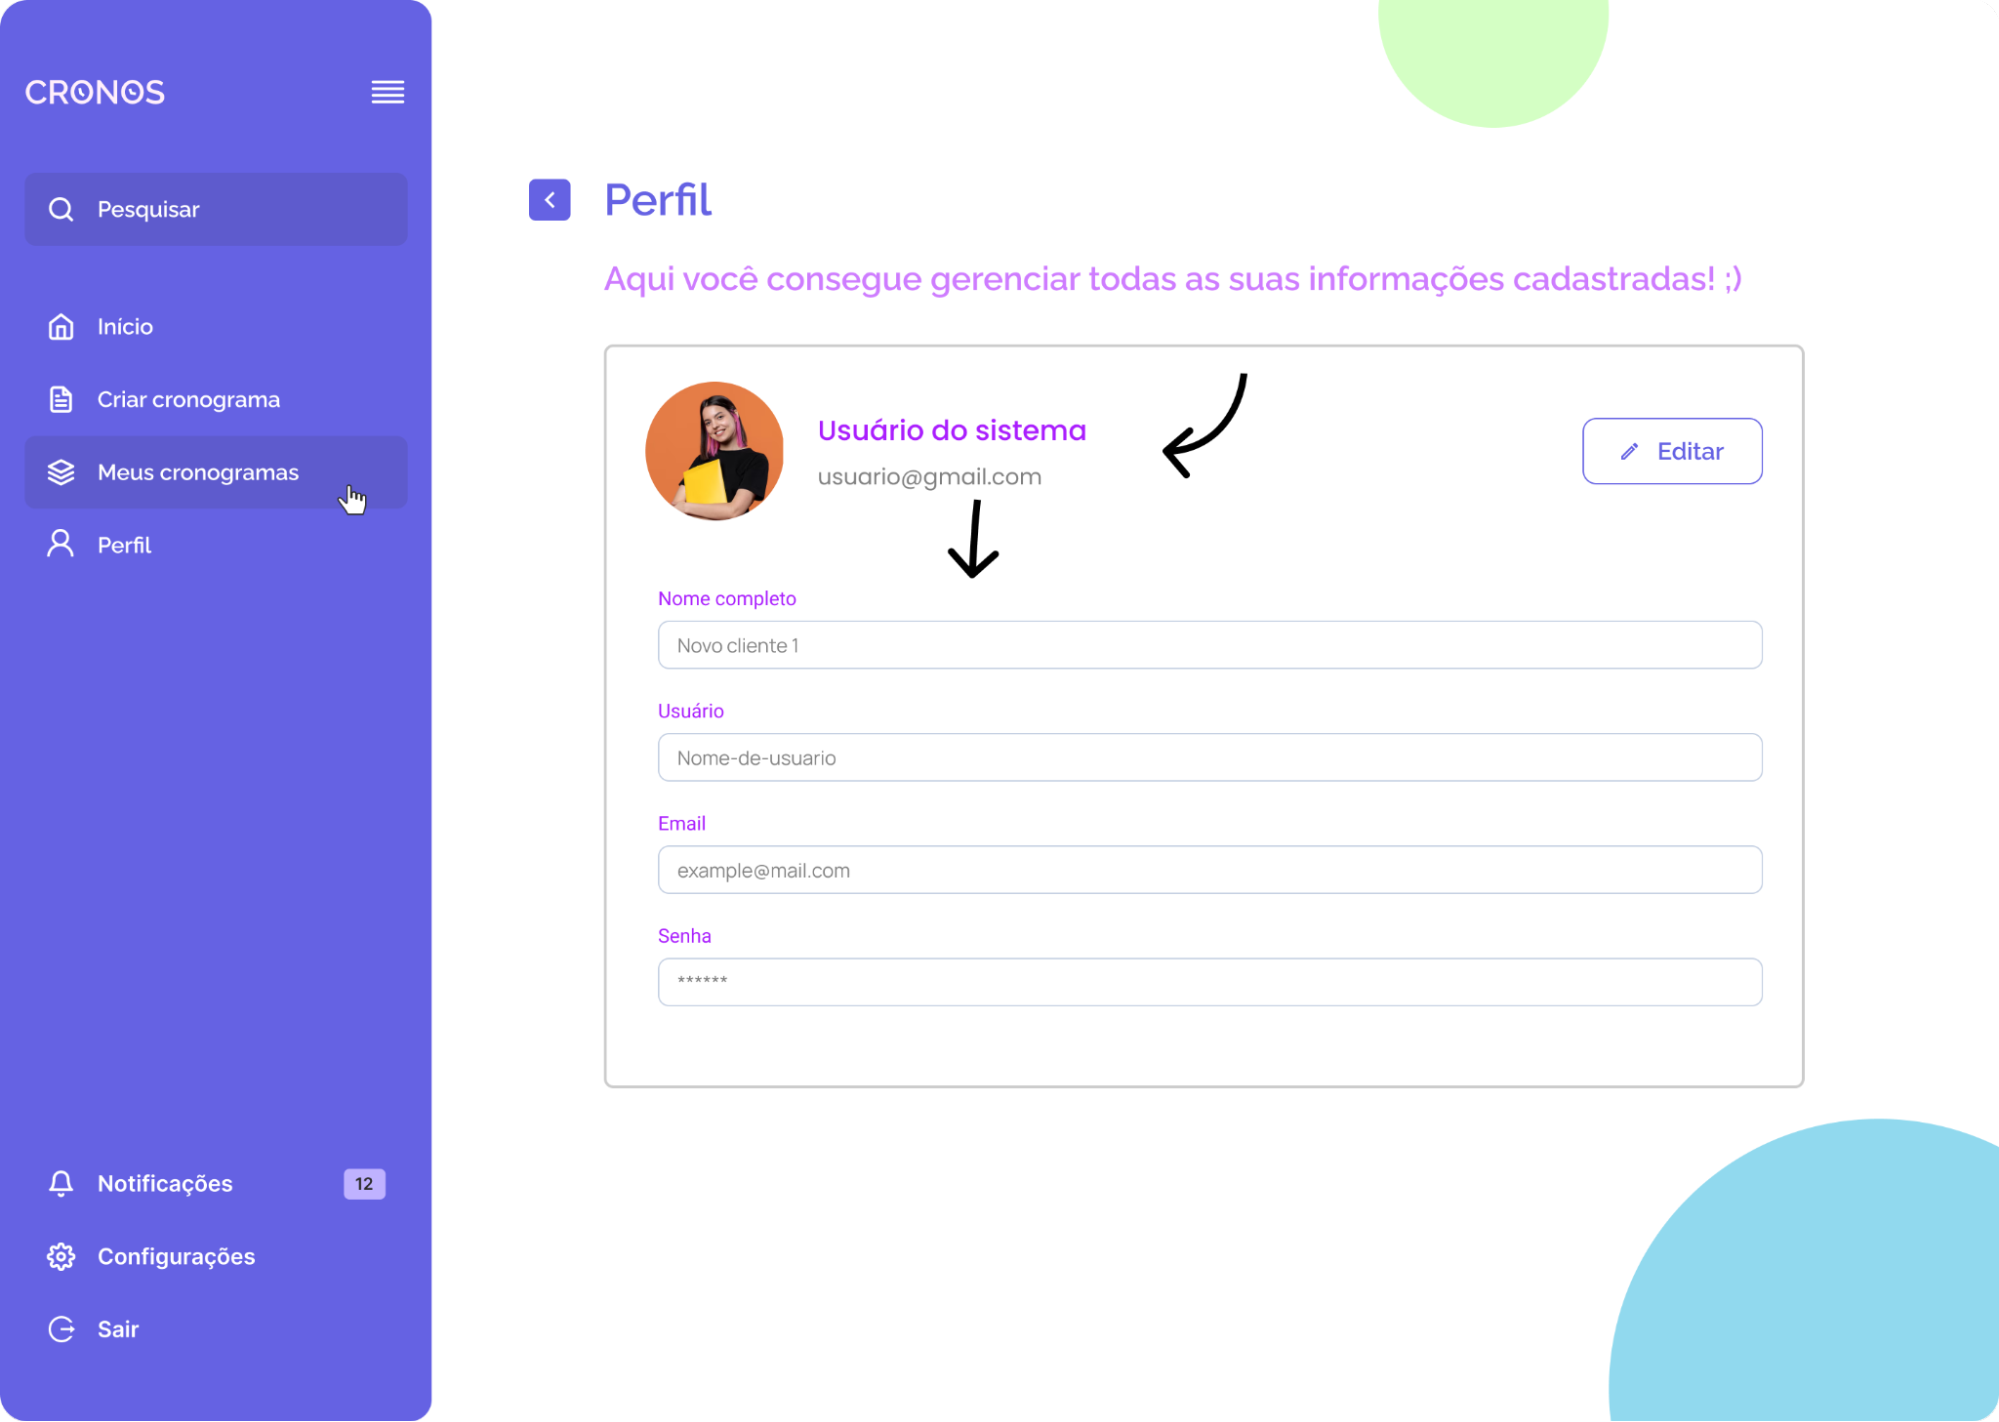 CRONOS
Pesquisar
Início
Criar cronograma
Meus cronogramas
Perfil
Notificações
12
Configurações
Sair
Perfil
Aqui você consegue gerenciar todas as suas informações cadastradas! ;)
Usuário do sistema
usuario@gmail.com
Editar
Nome completo
Novo cliente 1
Usuário
Nome-de-usuario
Email
example@mail.com
Senha
******